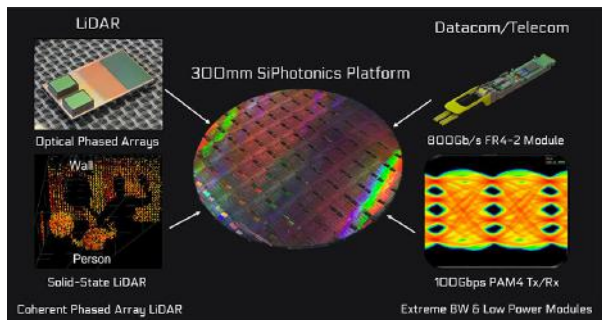 LiDAR
Datacom/Telecom
300mm SiPhotonics Platform
Optical Phased Arrays
800Gb/s FR4-2 Module
Wall
Person
Solid-State LiDAR
100Gbps PAM4 Tx/Rx
Coherent Phased Array LiDAR
Extreme BW & Low Power Modules